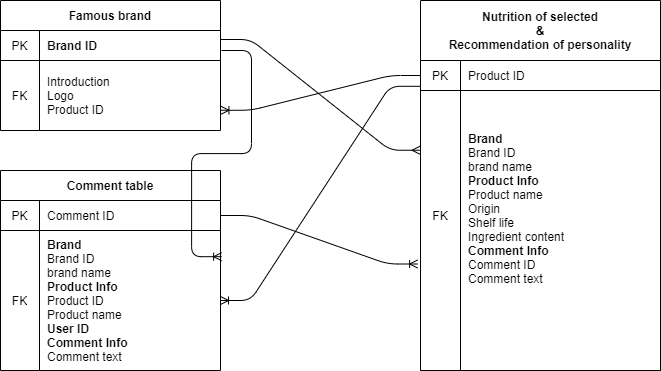 Famous brand
PK
Brand ID
FK
Introduction
Logo
Product ID
Comment table
PK
Comment ID
FK
Brand
Brand ID
brand name
Product Info
Product ID
Product name
User ID
Comment Info
Comment text
Nutrition of selected
&
Recommendation of personality
PK
Product ID
FK
Brand
Brand ID
brand name
Product Info
Product name
Origin
Shelf life
Ingredient content
Comment Info
Comment ID
Comment text